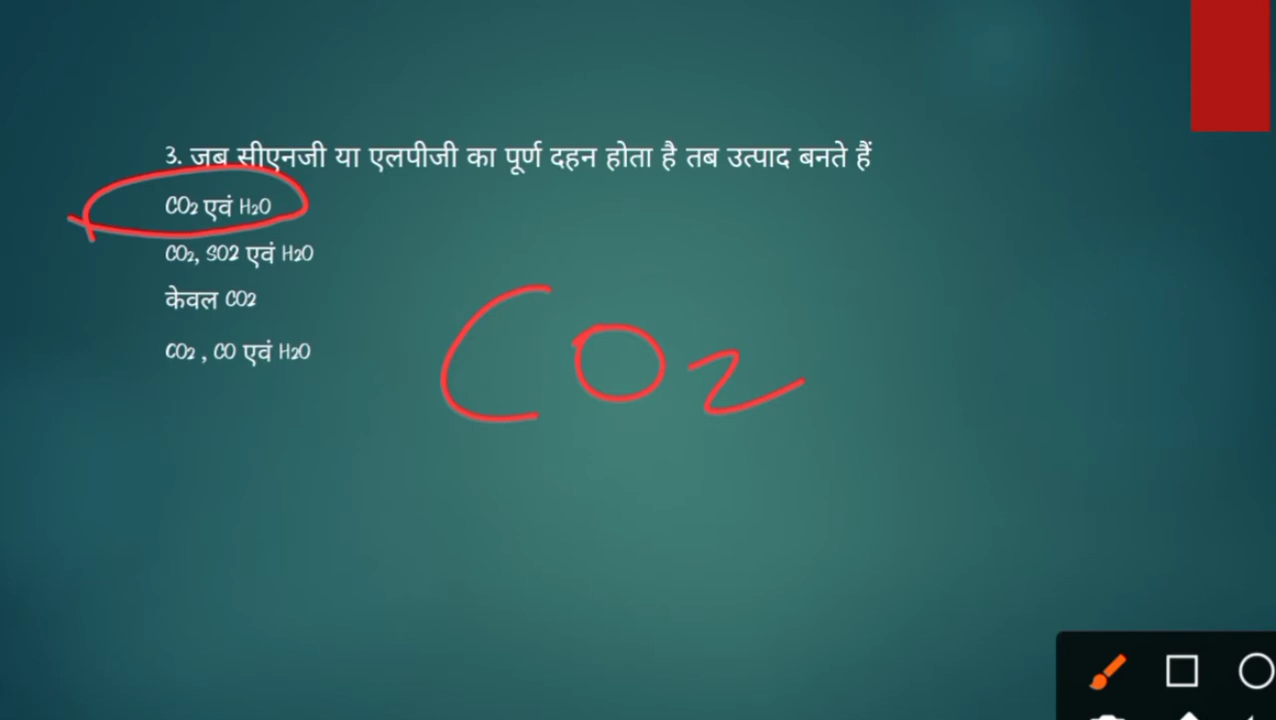 3. जब सीएनजी या एलपीजी का पूर्ण दहन होता है तब उत्पाद बनते हैं
CO₂ एवं H₂O
CO₂, SO2 एवं H₂O
केवल CO2
CO₂ , CO एवं H₂O
CO2